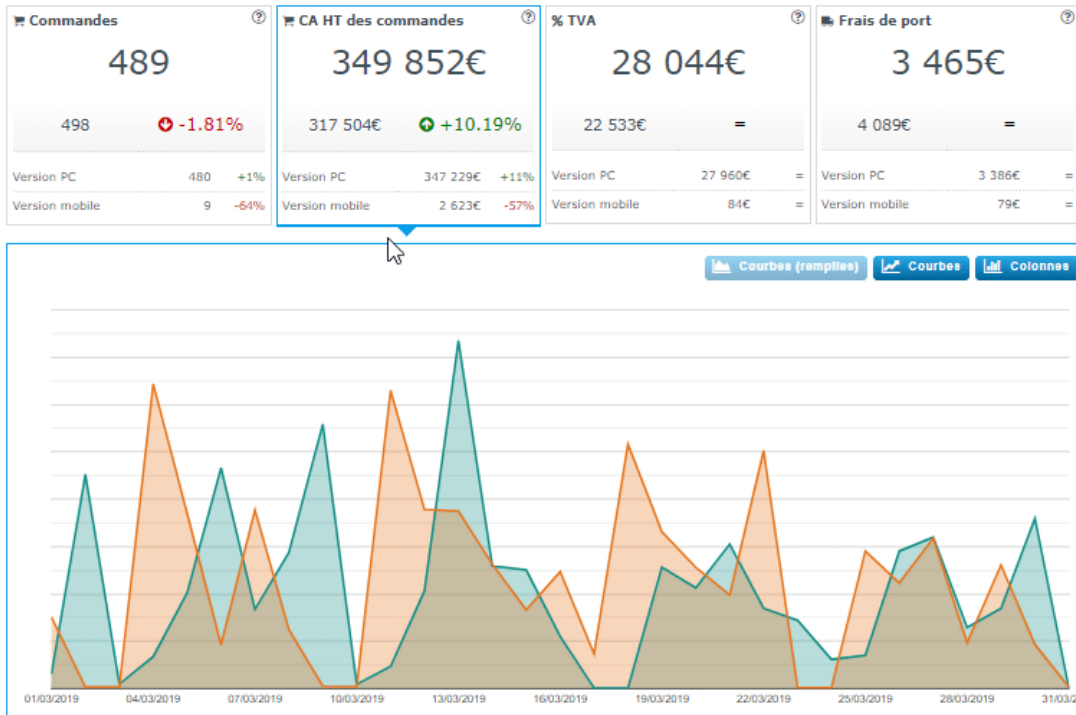 Commandes ?
489
498 -1.81%
Version PC 480 +1%
Version mobile 9 -64%
CA HT des commandes ?
349 852€
317 504€ +10.19%
Version PC 347 229€ +11%
Version mobile 2 623€ -57%
% TVA ?
28 044€
22 533€ =
Version PC 27 960€ =
Version mobile 84€ =
Frais de port ?
3 465€
4 089€ =
Version PC 3 386€ =
Version mobile 79€ =
Courbes (remplies) Courbes Colonnes
01/03/2019 04/03/2019 07/03/2019 10/03/2019 13/03/2019 16/03/2019 19/03/2019 22/03/2019 25/03/2019 28/03/2019 31/03/2